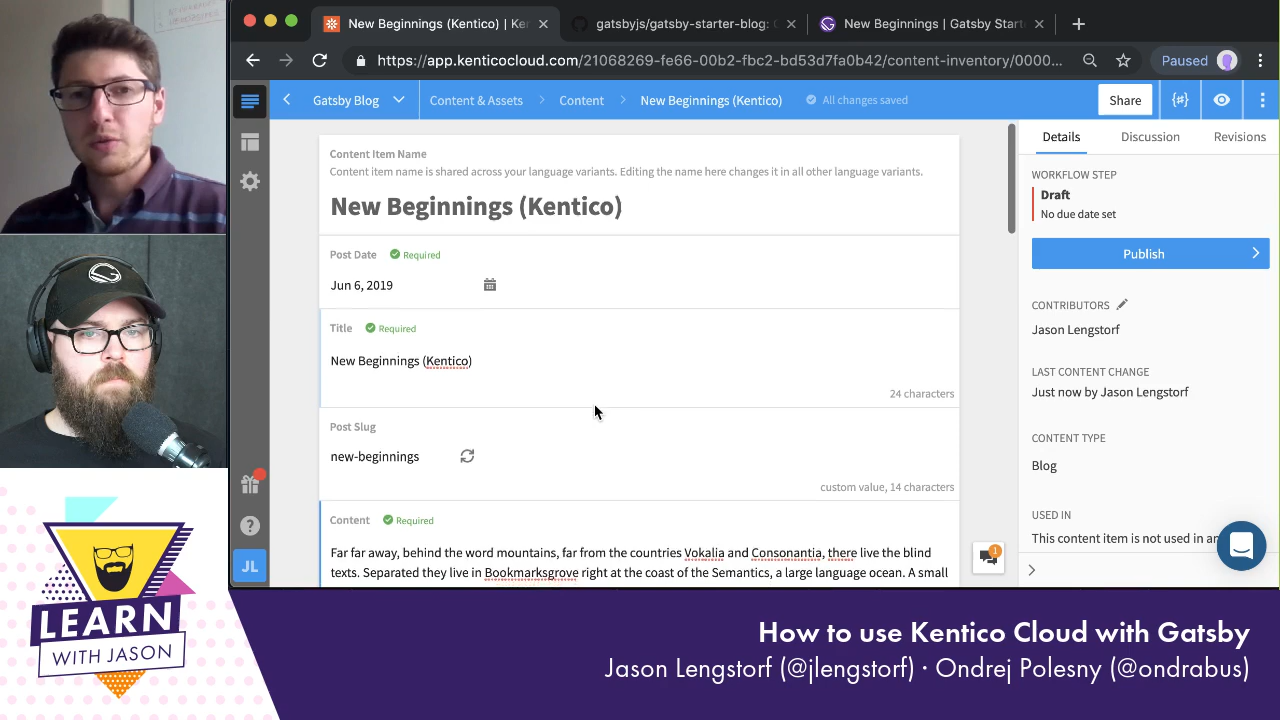 New Beginnings (Kentico) | Ke
gatsbyjs/gatsby-starter-blog: G
New Beginnings | Gatsby Start
https://app.kenticocloud.com/21068269-fe66-00b2-fbc2-bd53d7fa0b42/content-inventory/0000...
Paused
Gatsby Blog
Content & Assets
Content
New Beginnings (Kentico)
All changes saved
Share
{#}
Details
Discussion
Revisions
Content Item Name
Content item name is shared across your language variants. Editing the name here changes it in all other language variants.
New Beginnings (Kentico)
Post Date Required
Jun 6, 2019
Title Required
New Beginnings (Kentico)
24 characters
Post Slug
new-beginnings
custom value, 14 characters
Content Required
Far far away, behind the word mountains, far from the countries Vokalia and Consonantia, there live the blind
texts. Separated they live in Bookmarksgrove right at the coast of the Semantics, a large language ocean. A small
WORKFLOW STEP
Draft
No due date set
Publish
CONTRIBUTORS
Jason Lengstorf
LAST CONTENT CHANGE
Just now by Jason Lengstorf
CONTENT TYPE
Blog
USED IN
This content item is not used in an
1
?
JL
LEARN
WITH JASON
How to use Kentico Cloud with Gatsby
Jason Lengstorf (@jlengstorf) · Ondrej Polesny (@ondrabus)